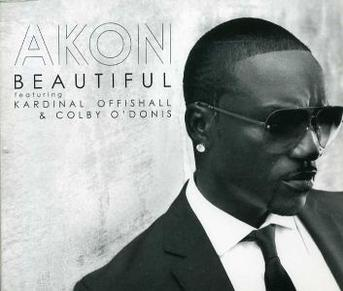 AKON
BEAUTIFUL
featuring
KARDINAL OFFISHALL
& COLBY O'DONIS